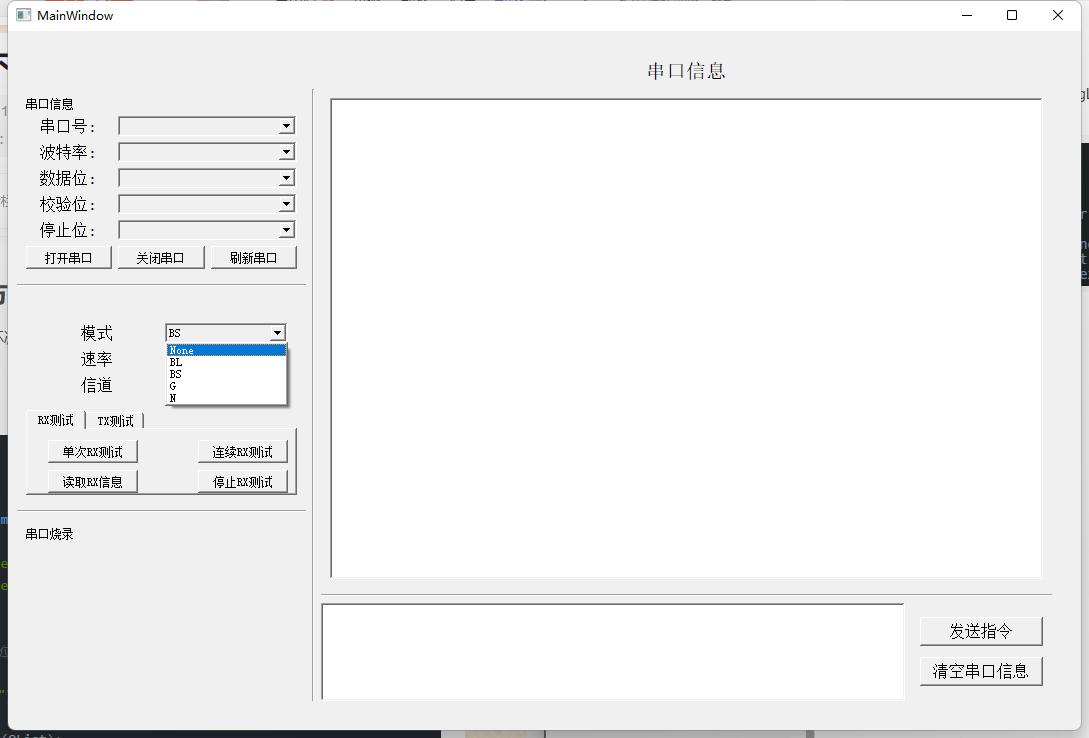 MainWindow
串口信息
串口信息
串口号:
波特率:
数据位:
校验位:
停止位:
打开串口 关闭串口 刷新串口
模式 BS
None
BL
速率
BS
G
信道
N
RX测试 TX测试
单次RX测试 连续RX测试
读取RX信息 停止RX测试
串口烧录
发送指令
清空串口信息